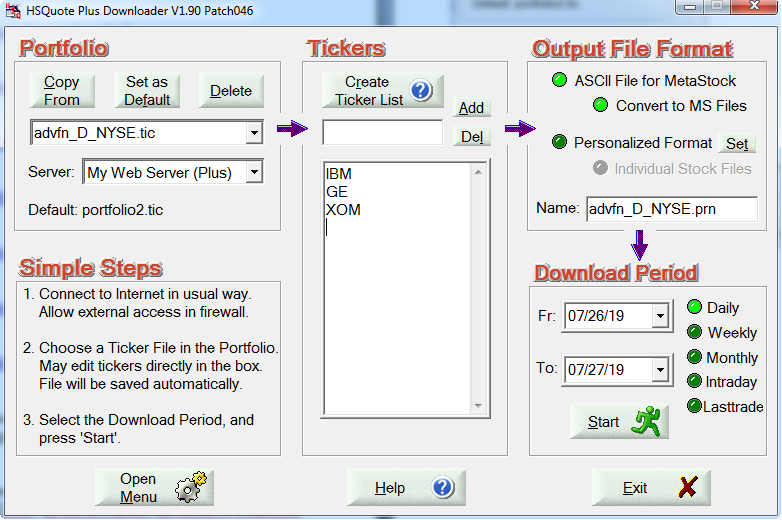 HSQuote Plus Downloader V1.90 Patch046
Portfolio
Copy
From
Set as
Default
Delete
advfn_D_NYSE.tic
Server:
My Web Server (Plus)
Default: portfolio2.tic
Simple Steps
1. Connect to Internet in usual way.
Allow external access in firewall.
2. Choose a Ticker File in the Portfolio.
May edit tickers directly in the box.
File will be saved automatically.
3. Select the Download Period, and
press 'Start'.
Open
Menu
Tickers
Create
Ticker List
?
Add
Del
IBM
GE
XOM
Help
?
Output File Format
ASCII File for MetaStock
Convert to MS Files
Personalized Format
Set
Individual Stock Files
Name:
advfn_D_NYSE.prn
Download Period
Fr:
07/26/19
To:
07/27/19
Daily
Weekly
Monthly
Intraday
Lasttrade
Start
Exit